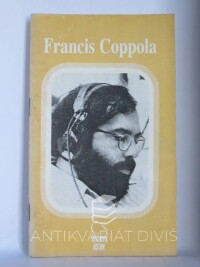 Francis Coppola
ANTIKVARIÁT DIVIŠ